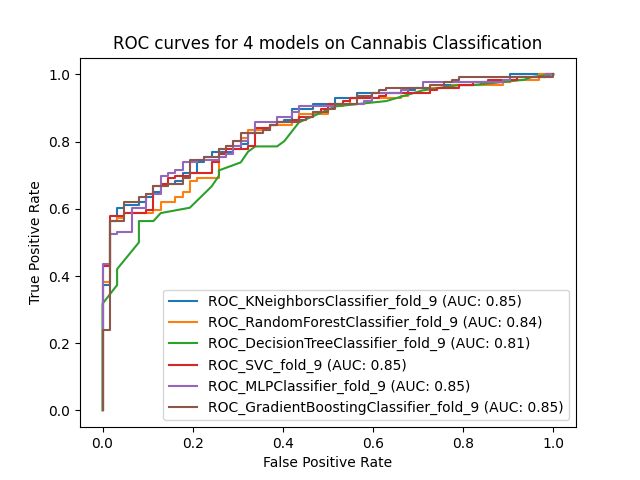 ROC curves for 4 models on Cannabis Classification
True Positive Rate
1.0
0.8
0.6
0.4
0.2
0.0
ROC_KNeighborsClassifier_fold_9 (AUC: 0.85)
ROC_RandomForestClassifier_fold_9 (AUC: 0.84)
ROC_DecisionTreeClassifier_fold_9 (AUC: 0.81)
ROC_SVC_fold_9 (AUC: 0.85)
ROC_MLPClassifier_fold_9 (AUC: 0.85)
ROC_GradientBoostingClassifier_fold_9 (AUC: 0.85)
0.0 0.2 0.4 0.6 0.8 1.0
False Positive Rate